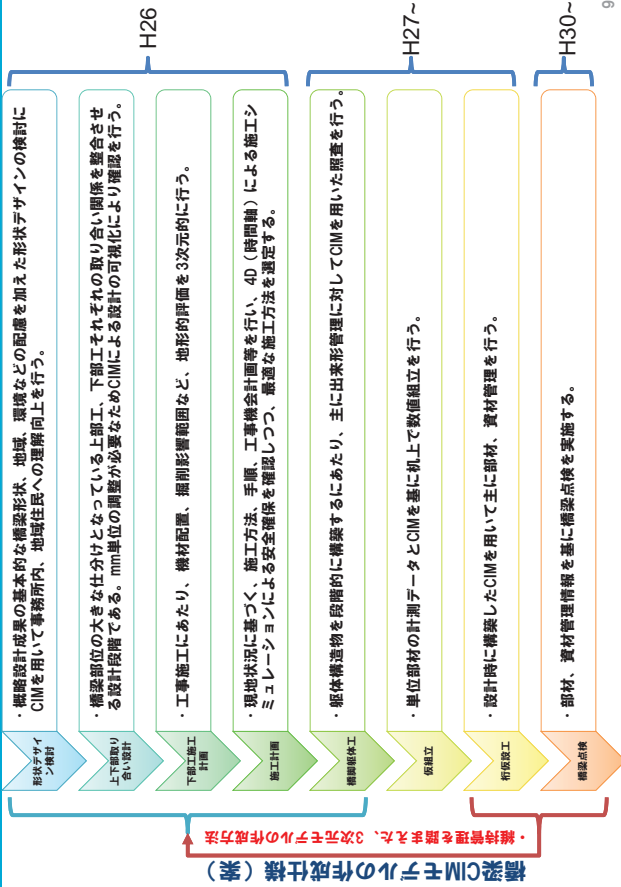 橋梁CIMモデルの作成仕様（案）
・維持管理を踏まえた、3次元モデルの作成方法
形状デザイ
ン検討
・概略設計成果の基本的な橋梁形状、地域、環境などの配慮を加えた形状デザインの検討に
CIMを用いて事務所内、地域住民への理解向上を行う。
上下部取り
合い設計
・橋梁部位の大きな仕分けとなっている上部工、下部工それぞれの取り合い関係を整合させ
る設計段階である。mm単位の調整が必要なためCIMによる設計の可視化により確認を行う。
下部工施工
計画
・工事施工にあたり、機材配置、掘削影響範囲など、地形的評価を3次元的に行う。
施工計画
・現地状況に基づく、施工方法、手順、工事機会計画等を行い、4D（時間軸）による施工シ
ミュレーションによる安全確保を確認しつつ、最適な施工方法を選定する。
橋脚躯体工
・躯体構造物を段階的に構築するにあたり、主に出来形管理に対してCIMを用いた照査を行う。
仮組立
・単位部材の計測データとCIMを基に机上で数値組立を行う。
桁仮設工
・設計時に構築したCIMを用いて主に部材、資材管理を行う。
橋梁点検
・部材、資材管理情報を基に橋梁点検を実施する。
H26
H27~
H30~
9